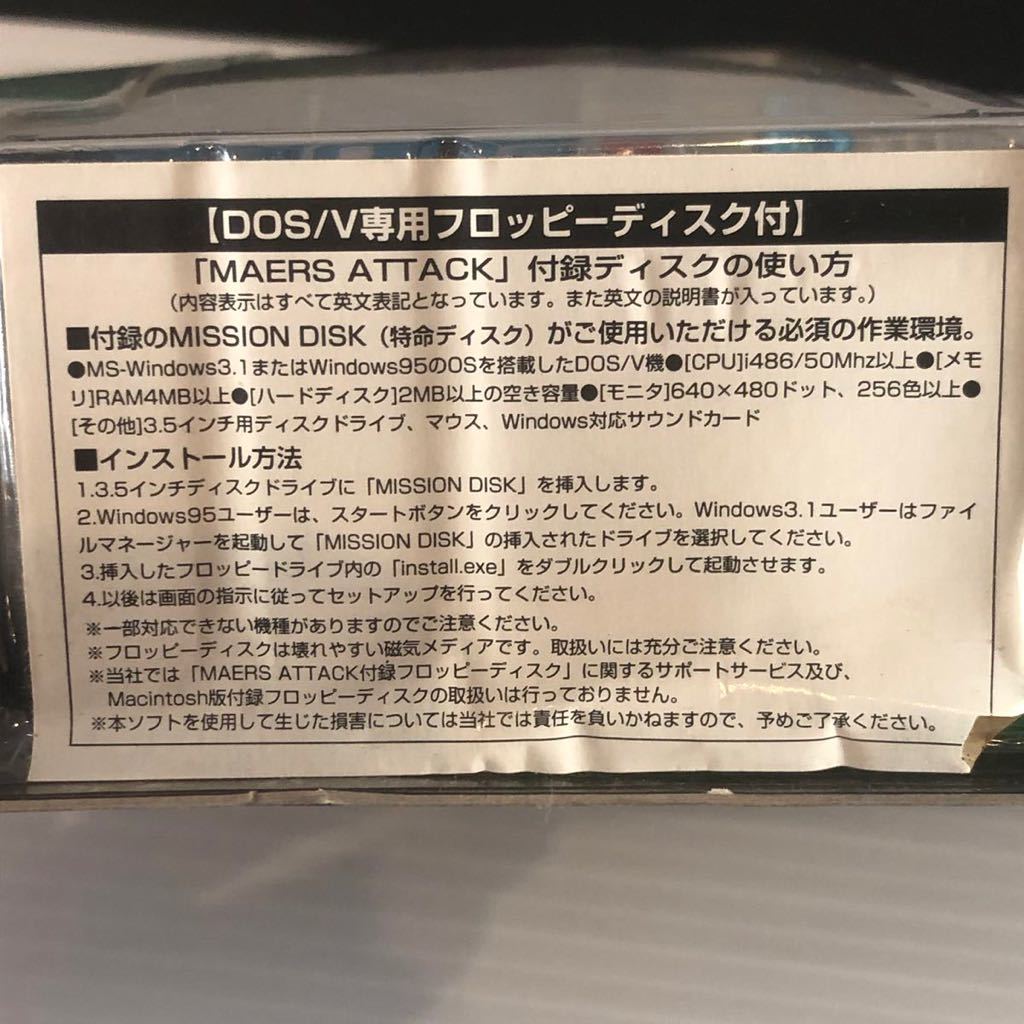 【DOS/V専用フロッピーディスク付】
「MAERS ATTACK」付録ディスクの使い方
（内容表示はすべて英文表記となっています。また英文の説明書が入っています。）
■付録のMISSION DISK（特命ディスク）がご使用いただける必須の作業環境。
●MS-Windows3.1またはWindows95のOSを搭載したDOS/V機●[CPU]i486/50Mhz以上●[メモ
リ]RAM4MB以上●[ハードディスク]2MB以上の空き容量●[モニタ]640×480ドット、256色以上●
[その他]3.5インチ用ディスクドライブ、マウス、Windows対応サウンドカード
■インストール方法
1.3.5インチディスクドライブに「MISSION DISK」を挿入します。
2.Windows95ユーザーは、スタートボタンをクリックしてください。Windows3.1ユーザーはファイ
ルマネージャーを起動して「MISSION DISK」の挿入されたドライブを選択してください。
3.挿入したフロッピードライブ内の「install.exe」をダブルクリックして起動させます。
4.以後は画面の指示に従ってセットアップを行ってください。
※一部対応できない機種がありますのでご注意ください。
※フロッピーディスクは壊れやすい磁気メディアです。取扱いには充分ご注意ください。
※当社では「MAERS ATTACK付録フロッピーディスク」に関するサポートサービス及び、
Macintosh版付録フロッピーディスクの取扱いは行っておりません。
※本ソフトを使用して生じた損害については当社では責任を負いかねますので、予めご了承ください。